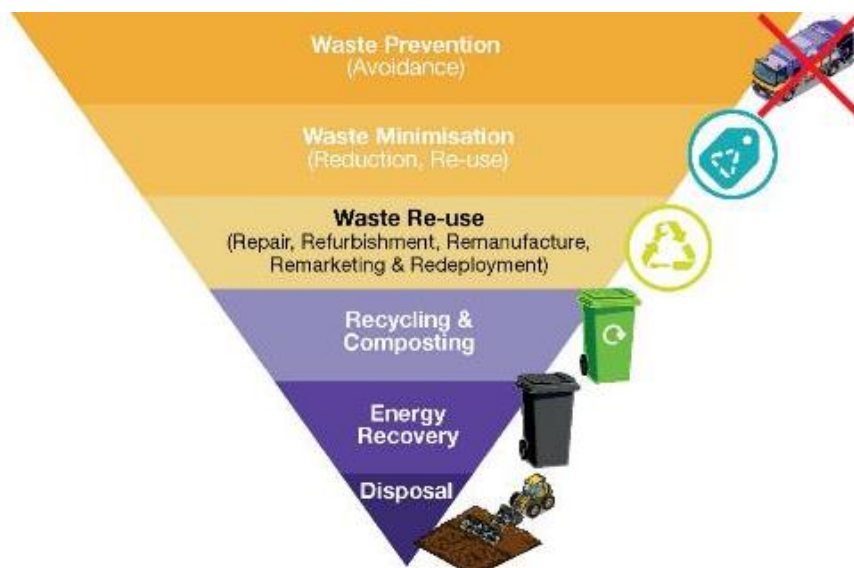 Waste Prevention
(Avoidance)
Waste Minimisation
(Reduction, Re-use)
Waste Re-use
(Repair, Refurbishment, Remanufacture,
Remarketing & Redeployment)
Recycling &
Composting
Energy
Recovery
Disposal